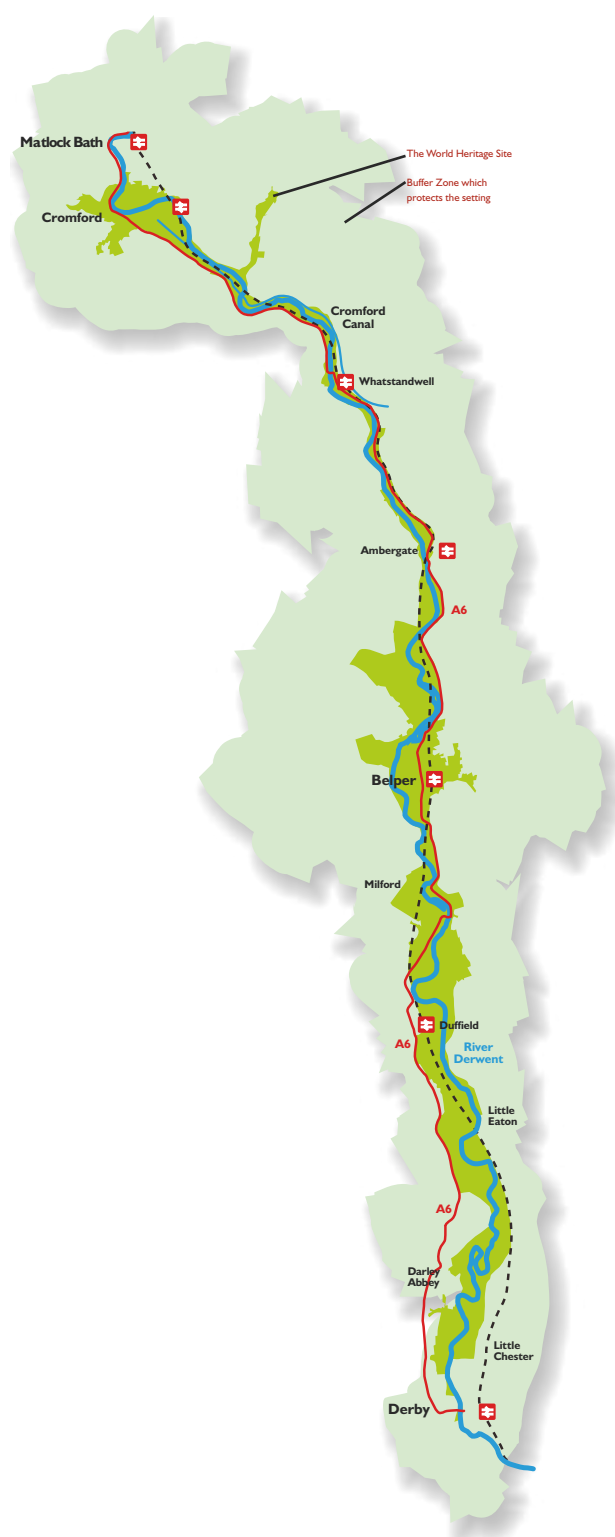 Matlock Bath
The World Heritage Site
Buffer Zone which
protects the setting
Cromford
Cromford
Canal
Whatstandwell
Ambergate
A6
Belper
Milford
Duffield
A6
River
Derwent
Little
Eaton
A6
Darley
Abbey
Little
Chester
Derby